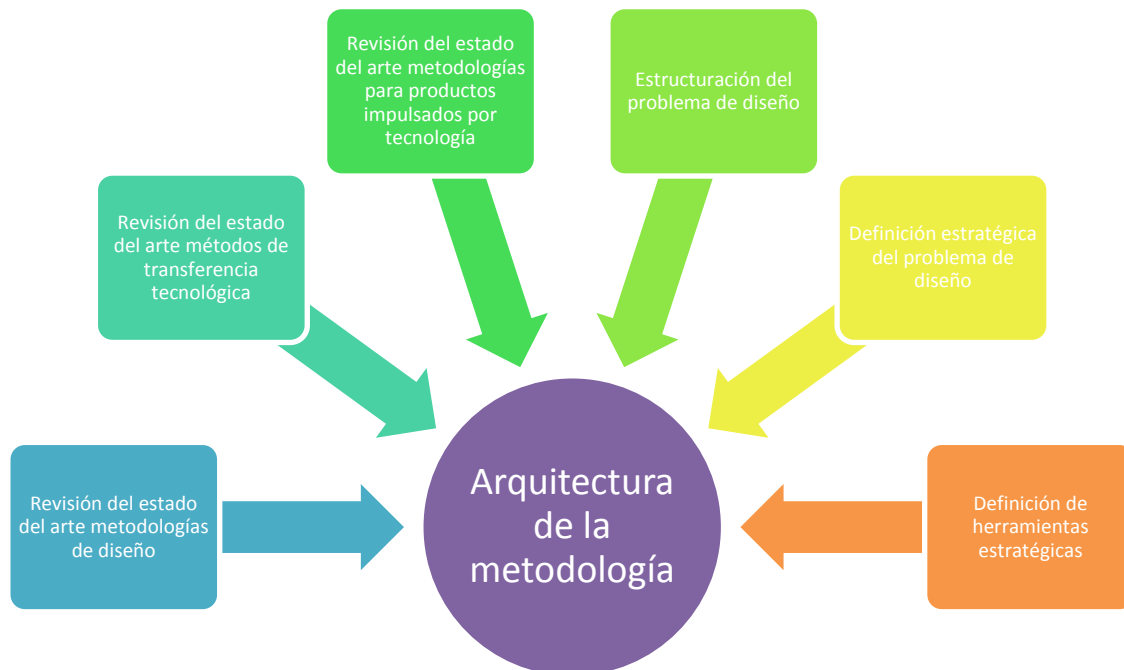 Revisión del estado
del arte metodologías
para productos
impulsados por
tecnología
Estructuración del
problema de diseño
Revisión del estado
del arte métodos de
transferencia
tecnológica
Definición estratégica
del problema de
diseño
Revisión del estado
del arte metodologías
de diseño
Arquitectura
de la
metodología
Definición de
herramientas
estratégicas